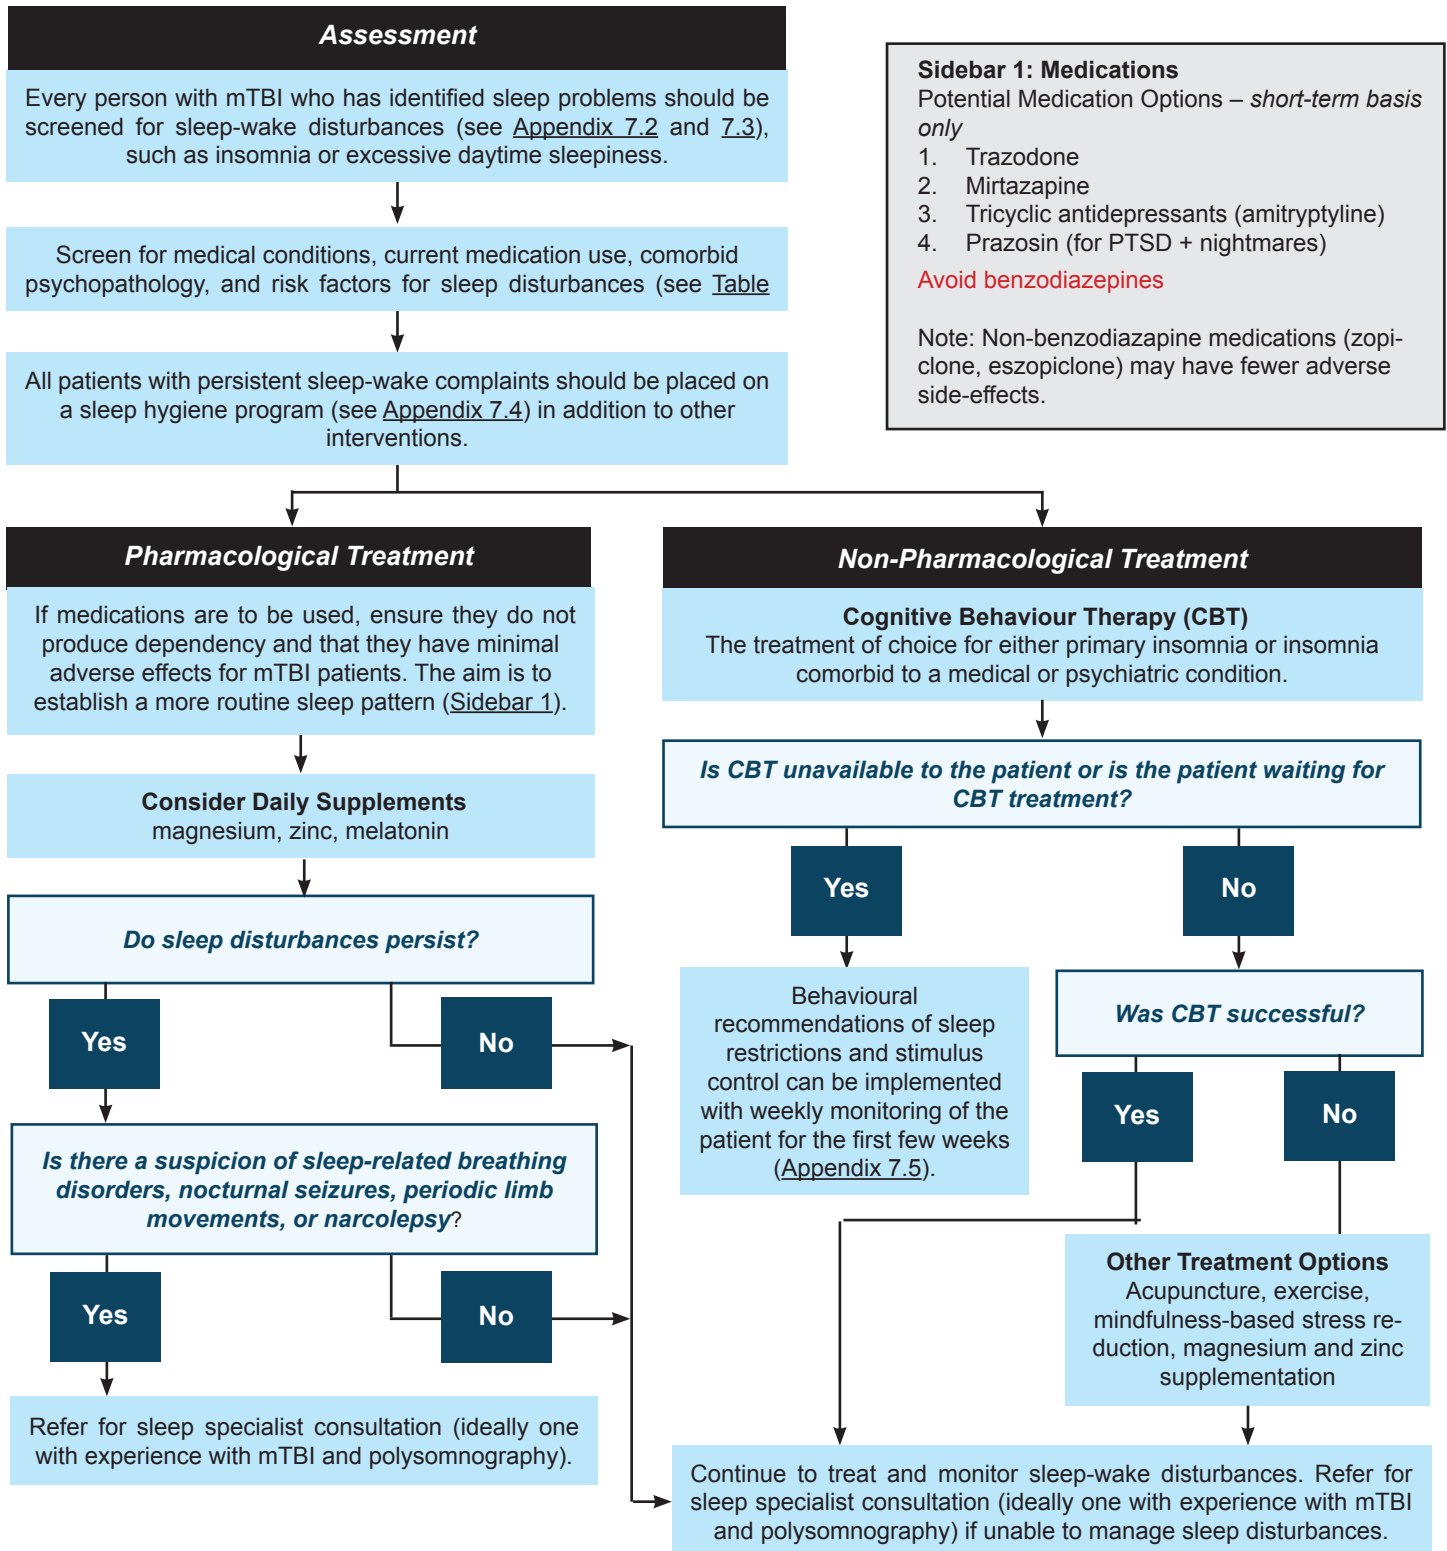 Assessment
Every person with mTBI who has identified sleep problems should be
screened for sleep-wake disturbances (see Appendix 7.2 and 7.3),
such as insomnia or excessive daytime sleepiness.
Screen for medical conditions, current medication use, comorbid
psychopathology, and risk factors for sleep disturbances (see Table
All patients with persistent sleep-wake complaints should be placed on
a sleep hygiene program (see Appendix 7.4) in addition to other
interventions.
Sidebar 1: Medications
Potential Medication Options – short-term basis
only
1. Trazodone
2. Mirtazapine
3. Tricyclic antidepressants (amitryptyline)
4. Prazosin (for PTSD + nightmares)
Avoid benzodiazepines
Note: Non-benzodiazapine medications (zopi-
clone, eszopiclone) may have fewer adverse
side-effects.
Pharmacological Treatment
If medications are to be used, ensure they do not
produce dependency and that they have minimal
adverse effects for mTBI patients. The aim is to
establish a more routine sleep pattern (Sidebar 1).
Consider Daily Supplements
magnesium, zinc, melatonin
Do sleep disturbances persist?
Yes
No
Is there a suspicion of sleep-related breathing
disorders, nocturnal seizures, periodic limb
movements, or narcolepsy?
Yes
No
Refer for sleep specialist consultation (ideally one
with experience with mTBI and polysomnography).
Non-Pharmacological Treatment
Cognitive Behaviour Therapy (CBT)
The treatment of choice for either primary insomnia or insomnia
comorbid to a medical or psychiatric condition.
Is CBT unavailable to the patient or is the patient waiting for
CBT treatment?
Yes
No
Behavioural
recommendations of sleep
restrictions and stimulus
control can be implemented
with weekly monitoring of the
patient for the first few weeks
(Appendix 7.5).
Was CBT successful?
Yes
No
Other Treatment Options
Acupuncture, exercise,
mindfulness-based stress re-
duction, magnesium and zinc
supplementation
Continue to treat and monitor sleep-wake disturbances. Refer for
sleep specialist consultation (ideally one with experience with mTBI
and polysomnography) if unable to manage sleep disturbances.